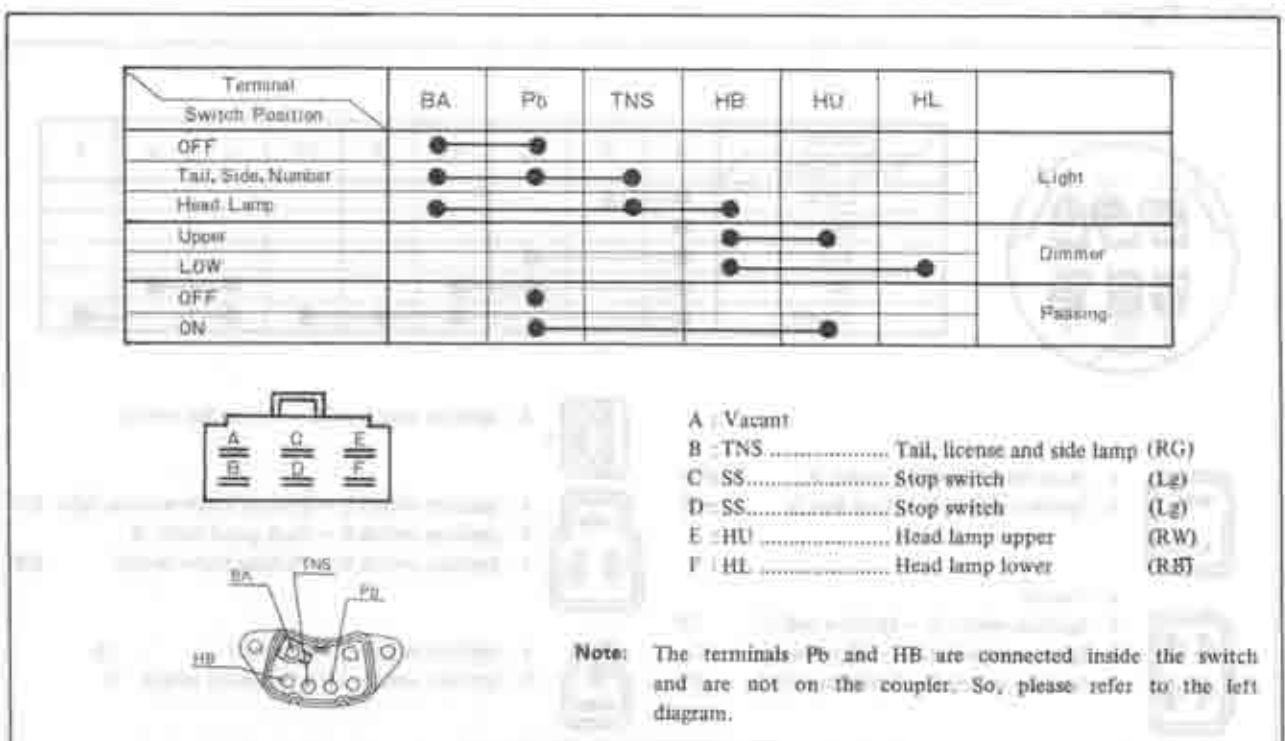 Terminal
Switch Position
BA Pb TNS HB HU HL
OFF
Tail, Side, Number
Head Lamp
Light
Upper
LOW
Dimmer
OFF
ON
Passing
A C E
B D F
A : Vacant
B : TNS ..................... Tail, license and side lamp (RG)
C : SS ........................ Stop switch (Lg)
D : SS ........................ Stop switch (Lg)
E : HU ...................... Head lamp upper (RW)
F : HL ...................... Head lamp lower (RB)
BA TNS
Pb
HB
Note: The terminals Pb and HB are connected inside the switch
and are not on the coupler. So, please refer to the left
diagram.